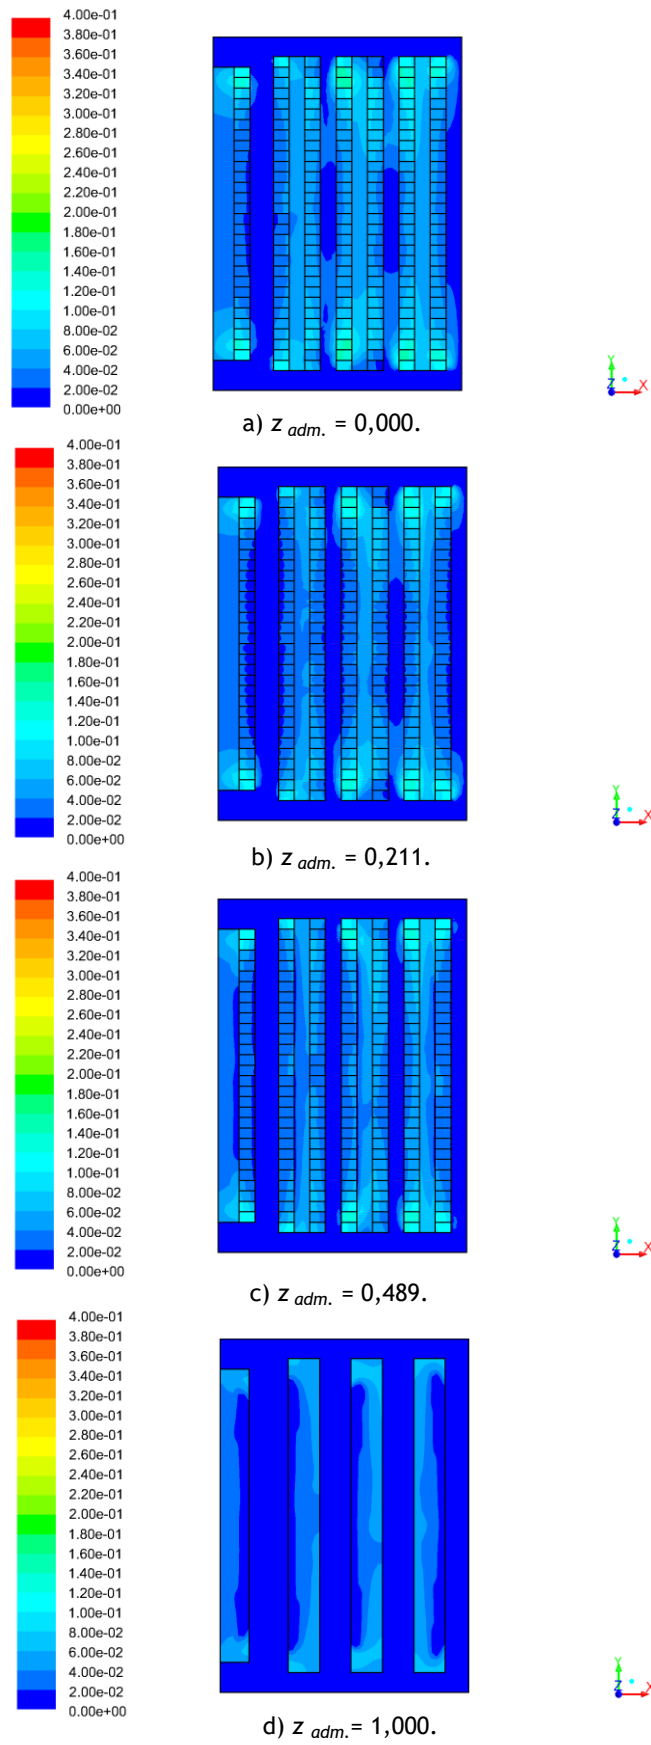 4.00e-01
3.80e-01
3.60e-01
3.40e-01
3.20e-01
3.00e-01
2.80e-01
2.60e-01
2.40e-01
2.20e-01
2.00e-01
1.80e-01
1.60e-01
1.40e-01
1.20e-01
1.00e-01
8.00e-02
6.00e-02
4.00e-02
2.00e-02
0.00e+00
Y
Z
X
a) z adm. = 0,000.
4.00e-01
3.80e-01
3.60e-01
3.40e-01
3.20e-01
3.00e-01
2.80e-01
2.60e-01
2.40e-01
2.20e-01
2.00e-01
1.80e-01
1.60e-01
1.40e-01
1.20e-01
1.00e-01
8.00e-02
6.00e-02
4.00e-02
2.00e-02
0.00e+00
Y
Z
X
b) z adm. = 0,211.
4.00e-01
3.80e-01
3.60e-01
3.40e-01
3.20e-01
3.00e-01
2.80e-01
2.60e-01
2.40e-01
2.20e-01
2.00e-01
1.80e-01
1.60e-01
1.40e-01
1.20e-01
1.00e-01
8.00e-02
6.00e-02
4.00e-02
2.00e-02
0.00e+00
Y
Z
X
c) z adm. = 0,489.
4.00e-01
3.80e-01
3.60e-01
3.40e-01
3.20e-01
3.00e-01
2.80e-01
2.60e-01
2.40e-01
2.20e-01
2.00e-01
1.80e-01
1.60e-01
1.40e-01
1.20e-01
1.00e-01
8.00e-02
6.00e-02
4.00e-02
2.00e-02
0.00e+00
Y
Z
X
d) z adm.= 1,000.